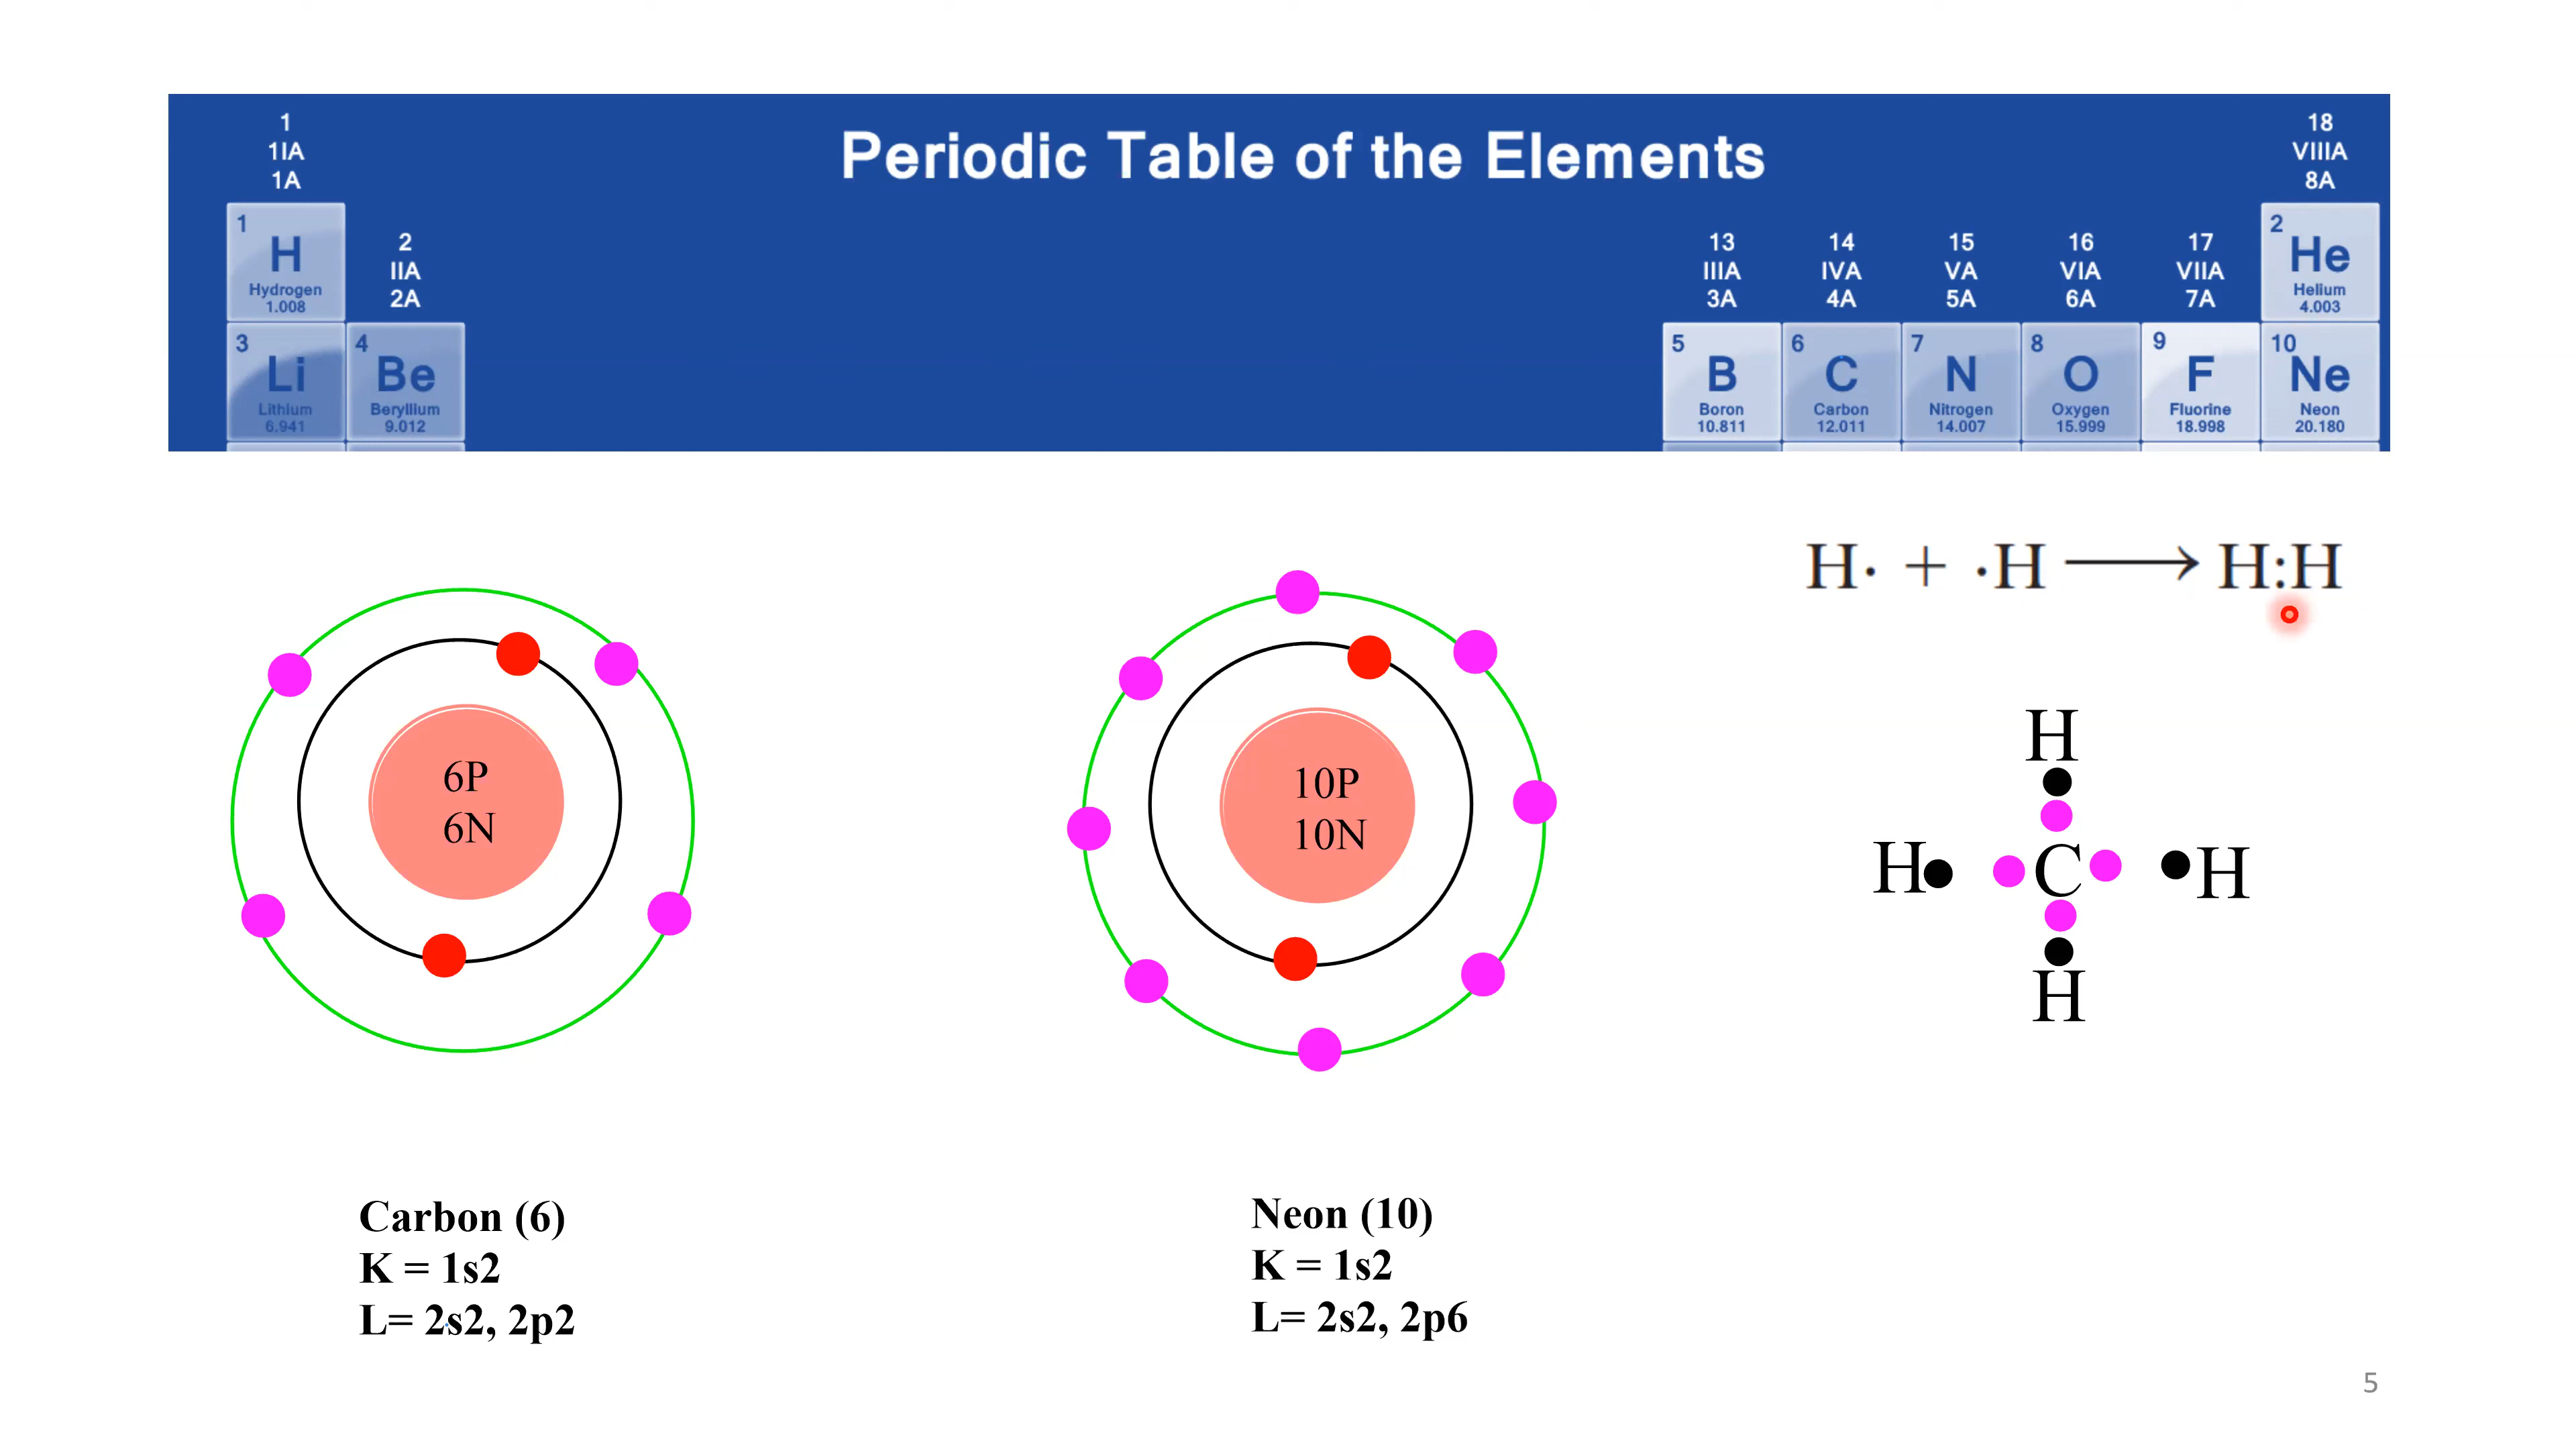 Periodic Table of the Elements
1
1IA
1A
2
IIA
2A
13
IIIA
3A
14
IVA
4A
15
VA
5A
16
VIA
6A
17
VIIA
7A
18
VIIIA
8A
1
H
Hydrogen
1.008
2
He
Helium
4.003
3
Li
Lithium
6.941
4
Be
Beryllium
9.012
5
B
Boron
10.811
6
C
Carbon
12.011
7
N
Nitrogen
14.007
8
O
Oxygen
15.999
9
F
Fluorine
18.998
10
Ne
Neon
20.180
H· + ·H ⟶ H:H
6P
6N
10P
10N
H
H C H
H
Carbon (6)
K = 1s2
L= 2s2, 2p2
Neon (10)
K = 1s2
L= 2s2, 2p6
5